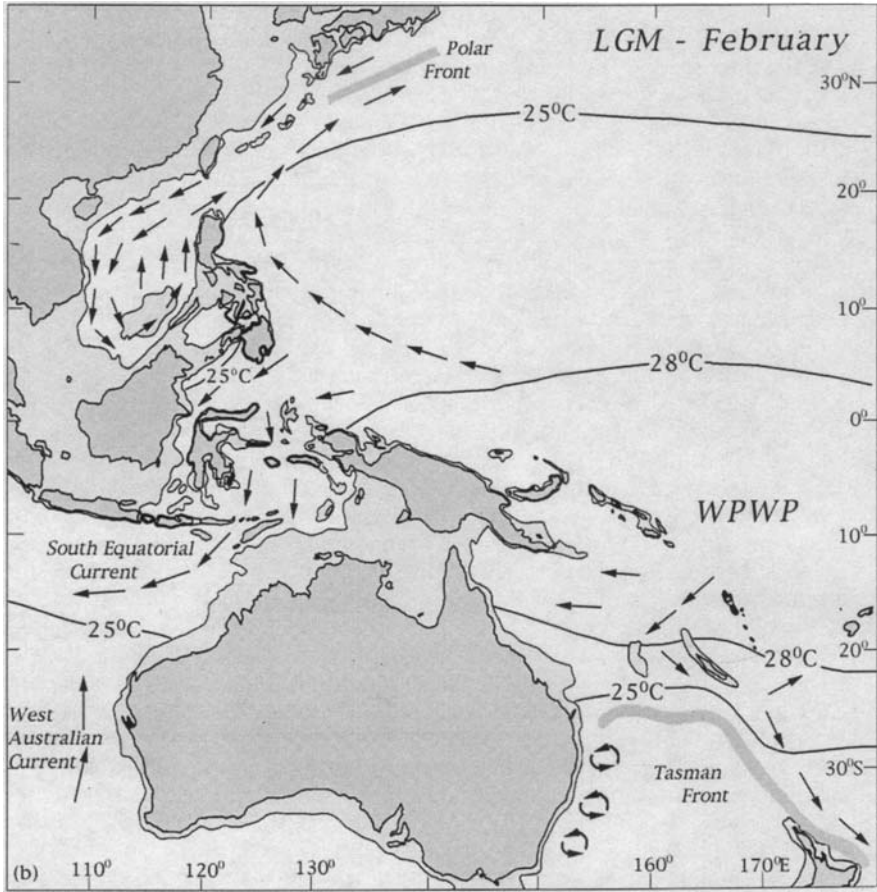 LGM - February
Polar
Front
30⁰N
25⁰C
20⁰
10⁰
28⁰C
25°C
0⁰
WPWP
10⁰
South Equatorial
Current
25⁰C
28⁰C
20⁰
25⁰C
West
Australian
Current
30⁰S
Tasman
Front
(b)
110⁰
120⁰
130⁰
160⁰
170⁰E